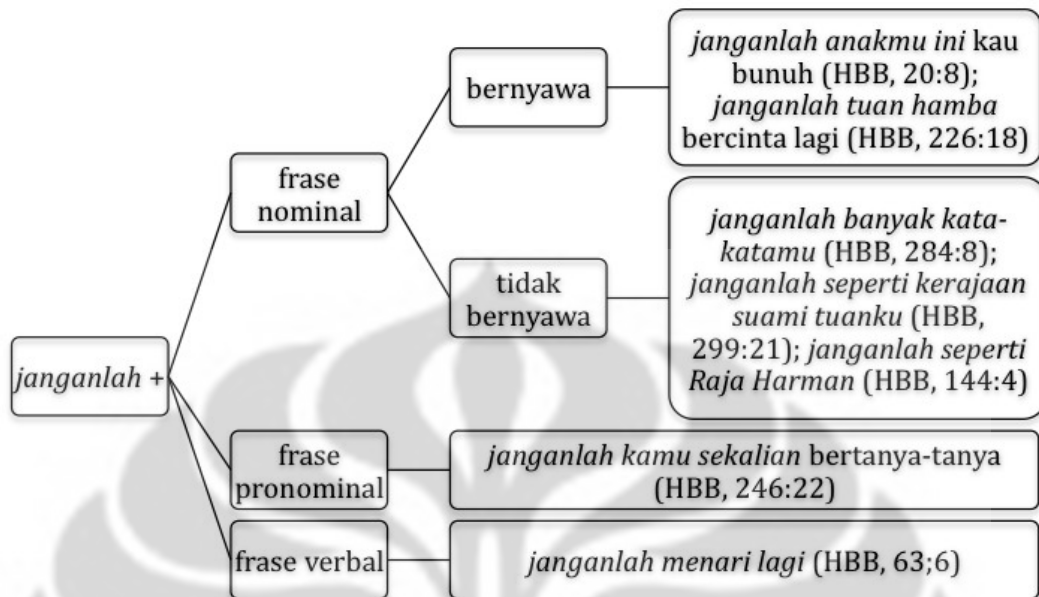 janganlah +
frase
nominal
bernyawa
janganlah anakmu ini kau
bunuh (HBB, 20:8);
janganlah tuan hamba
bercinta lagi (HBB, 226:18)
tidak
bernyawa
janganlah banyak kata-
katamu (HBB, 284:8);
janganlah seperti kerajaan
suami tuanku (HBB,
299:21); janganlah seperti
Raja Harman (HBB, 144:4)
frase
pronominal
janganlah kamu sekalian bertanya-tanya
(HBB, 246:22)
frase verbal
janganlah menari lagi (HBB, 63;6)